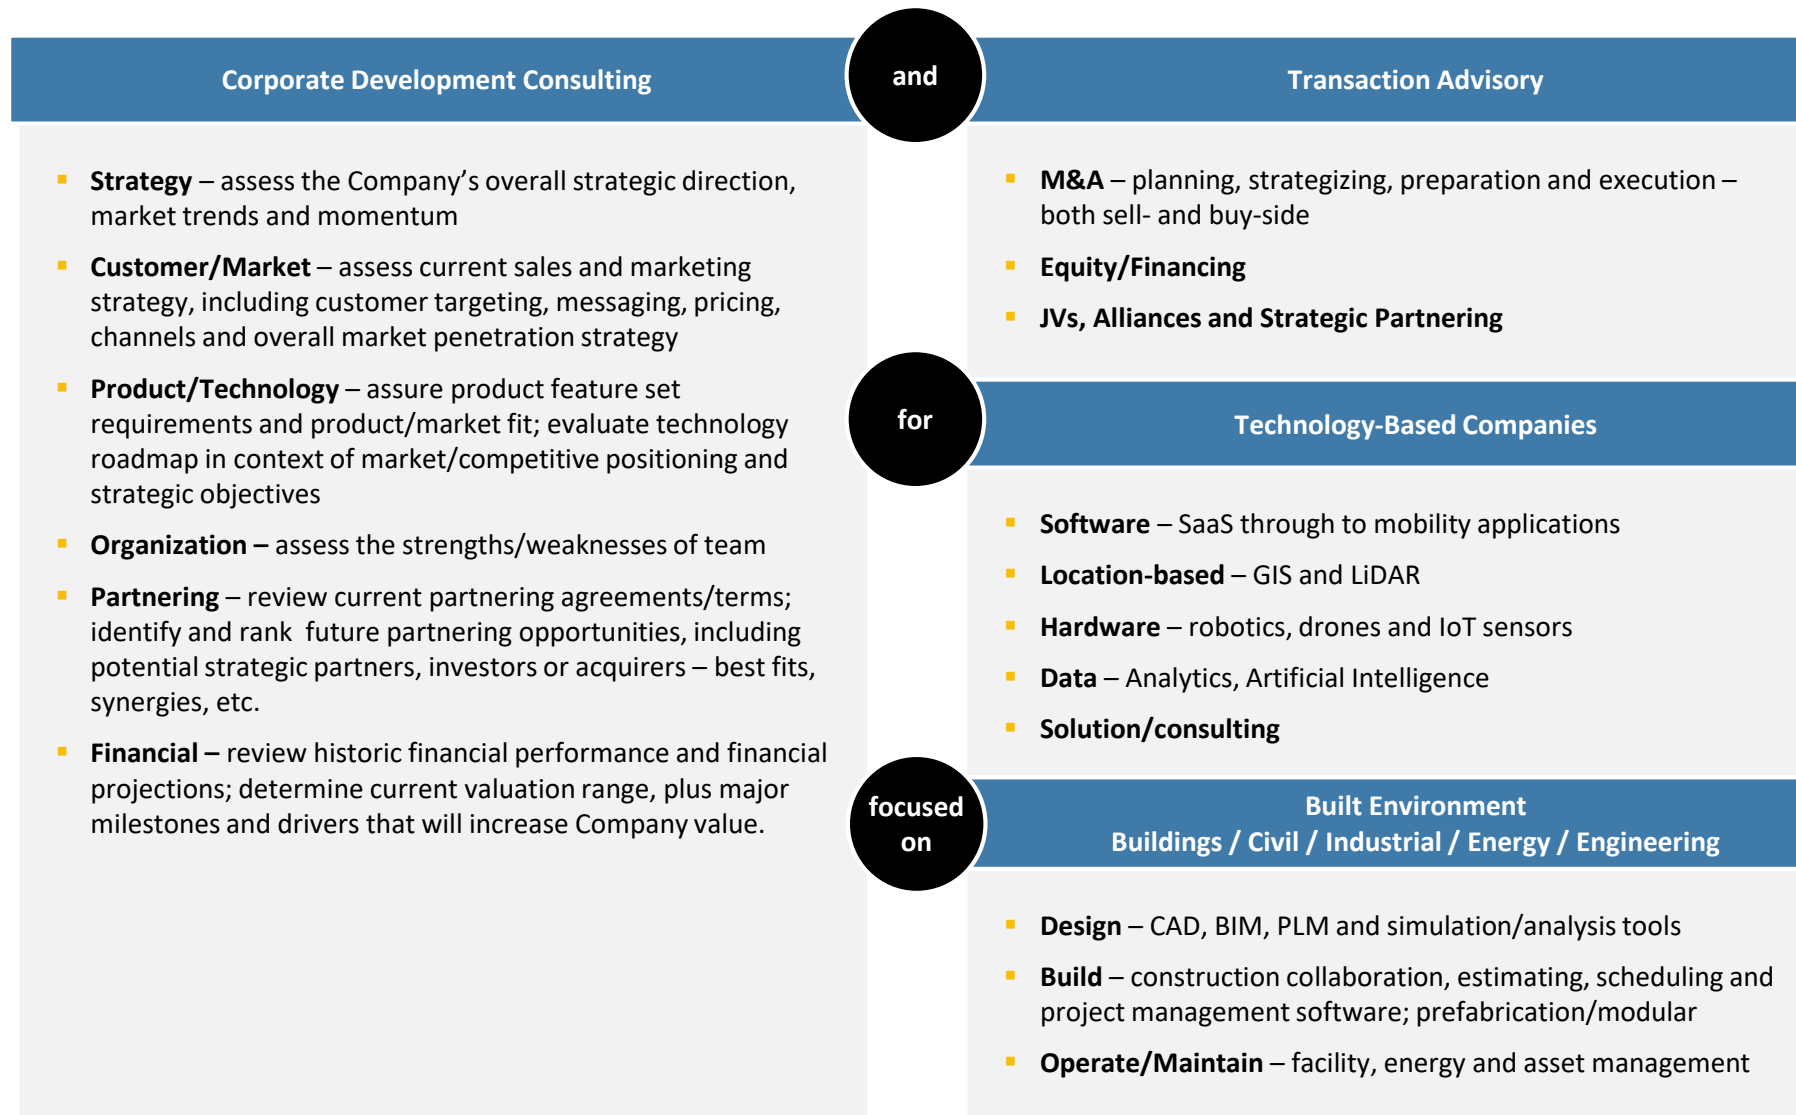 Corporate Development Consulting
and
Transaction Advisory
▪ Strategy – assess the Company’s overall strategic direction,
market trends and momentum
▪ Customer/Market – assess current sales and marketing
strategy, including customer targeting, messaging, pricing,
channels and overall market penetration strategy
▪ Product/Technology – assure product feature set
requirements and product/market fit; evaluate technology
roadmap in context of market/competitive positioning and
strategic objectives
▪ Organization – assess the strengths/weaknesses of team
▪ Partnering – review current partnering agreements/terms;
identify and rank  future partnering opportunities, including
potential strategic partners, investors or acquirers – best fits,
synergies, etc.
▪ Financial – review historic financial performance and financial
projections; determine current valuation range, plus major
milestones and drivers that will increase Company value.
▪ M&A – planning, strategizing, preparation and execution –
both sell- and buy-side
▪ Equity/Financing
▪ JVs, Alliances and Strategic Partnering
for
Technology-Based Companies
▪ Software – SaaS through to mobility applications
▪ Location-based – GIS and LiDAR
▪ Hardware – robotics, drones and IoT sensors
▪ Data – Analytics, Artificial Intelligence
▪ Solution/consulting
focused
on
Built Environment
Buildings / Civil / Industrial / Energy / Engineering
▪ Design – CAD, BIM, PLM and simulation/analysis tools
▪ Build – construction collaboration, estimating, scheduling and
project management software; prefabrication/modular
▪ Operate/Maintain – facility, energy and asset management